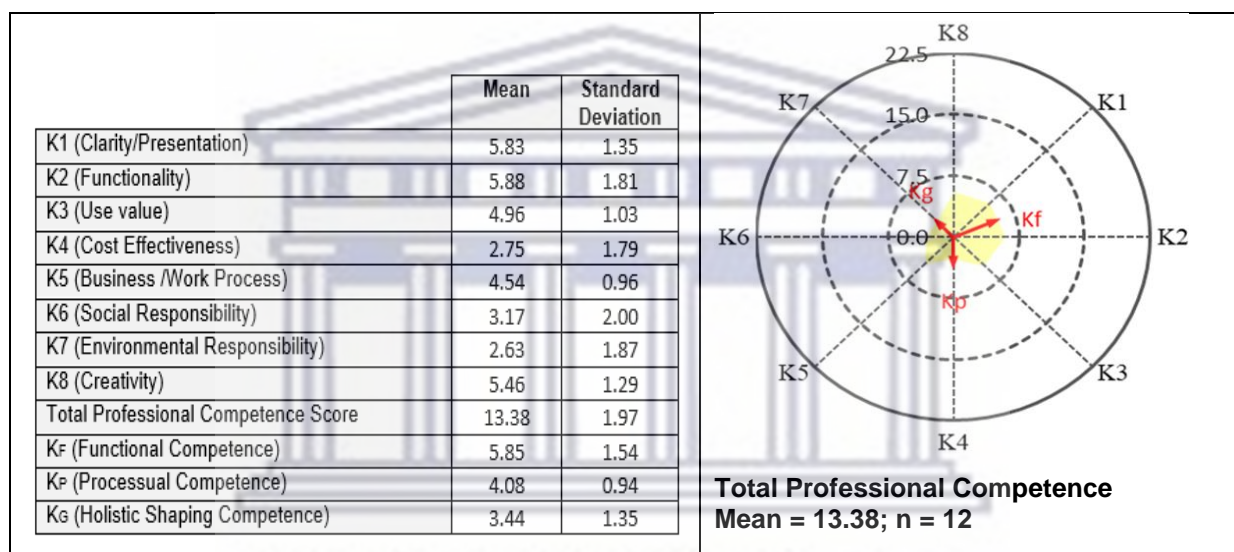 Mean Standard Deviation
K1 (Clarity/Presentation) 5.83 1.35
K2 (Functionality) 5.88 1.81
K3 (Use value) 4.96 1.03
K4 (Cost Effectiveness) 2.75 1.79
K5 (Business /Work Process) 4.54 0.96
K6 (Social Responsibility) 3.17 2.00
K7 (Environmental Responsibility) 2.63 1.87
K8 (Creativity) 5.46 1.29
Total Professional Competence Score 13.38 1.97
KF (Functional Competence) 5.85 1.54
KP (Processual Competence) 4.08 0.94
KG (Holistic Shaping Competence) 3.44 1.35
K8
22.5
K7 K1
15.0
7.5
Kg
Kf
K6 0.0 K2
Kp
K5 K3
K4
Total Professional Competence
Mean = 13.38; n = 12